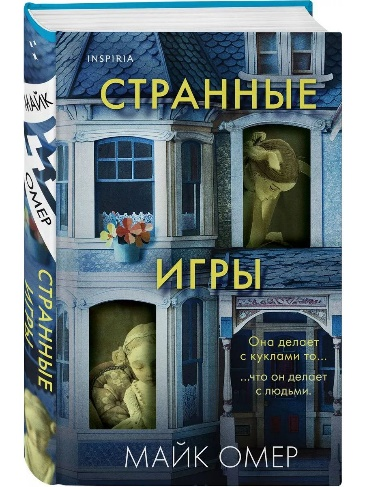 INSPIRIA
СТРАННЫЕ
ИГРЫ
Она делает
с куклами то...
...что он делает
с людьми.
МАЙК ОМЕР
МАЙК
ОМЕР
СТРАННЫЕ
ИГРЫ